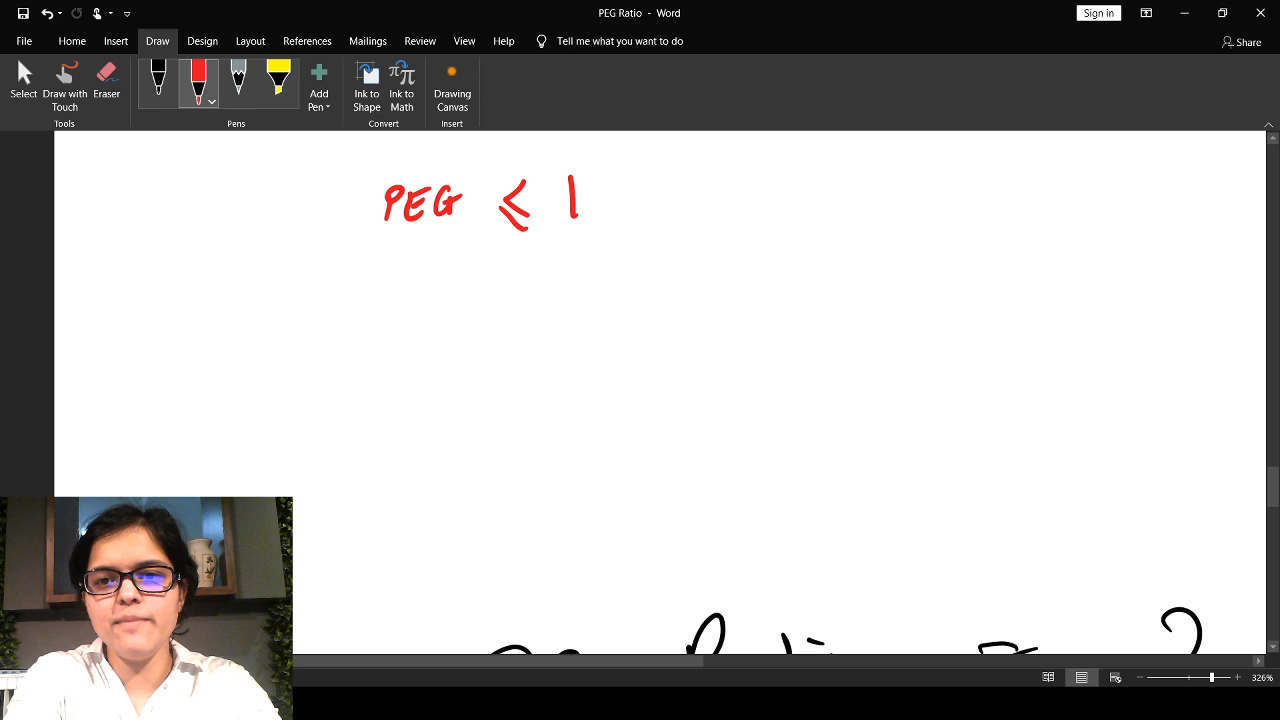 PEG Ratio - Word
Sign in
File Home Insert Draw Design Layout References Mailings Review View Help Tell me what you want to do
Share
Select Draw with Touch Eraser
Add Pen
Ink to Shape
Ink to Math
Drawing Canvas
Tools Pens Convert Insert
PEG ≤ 1
326%